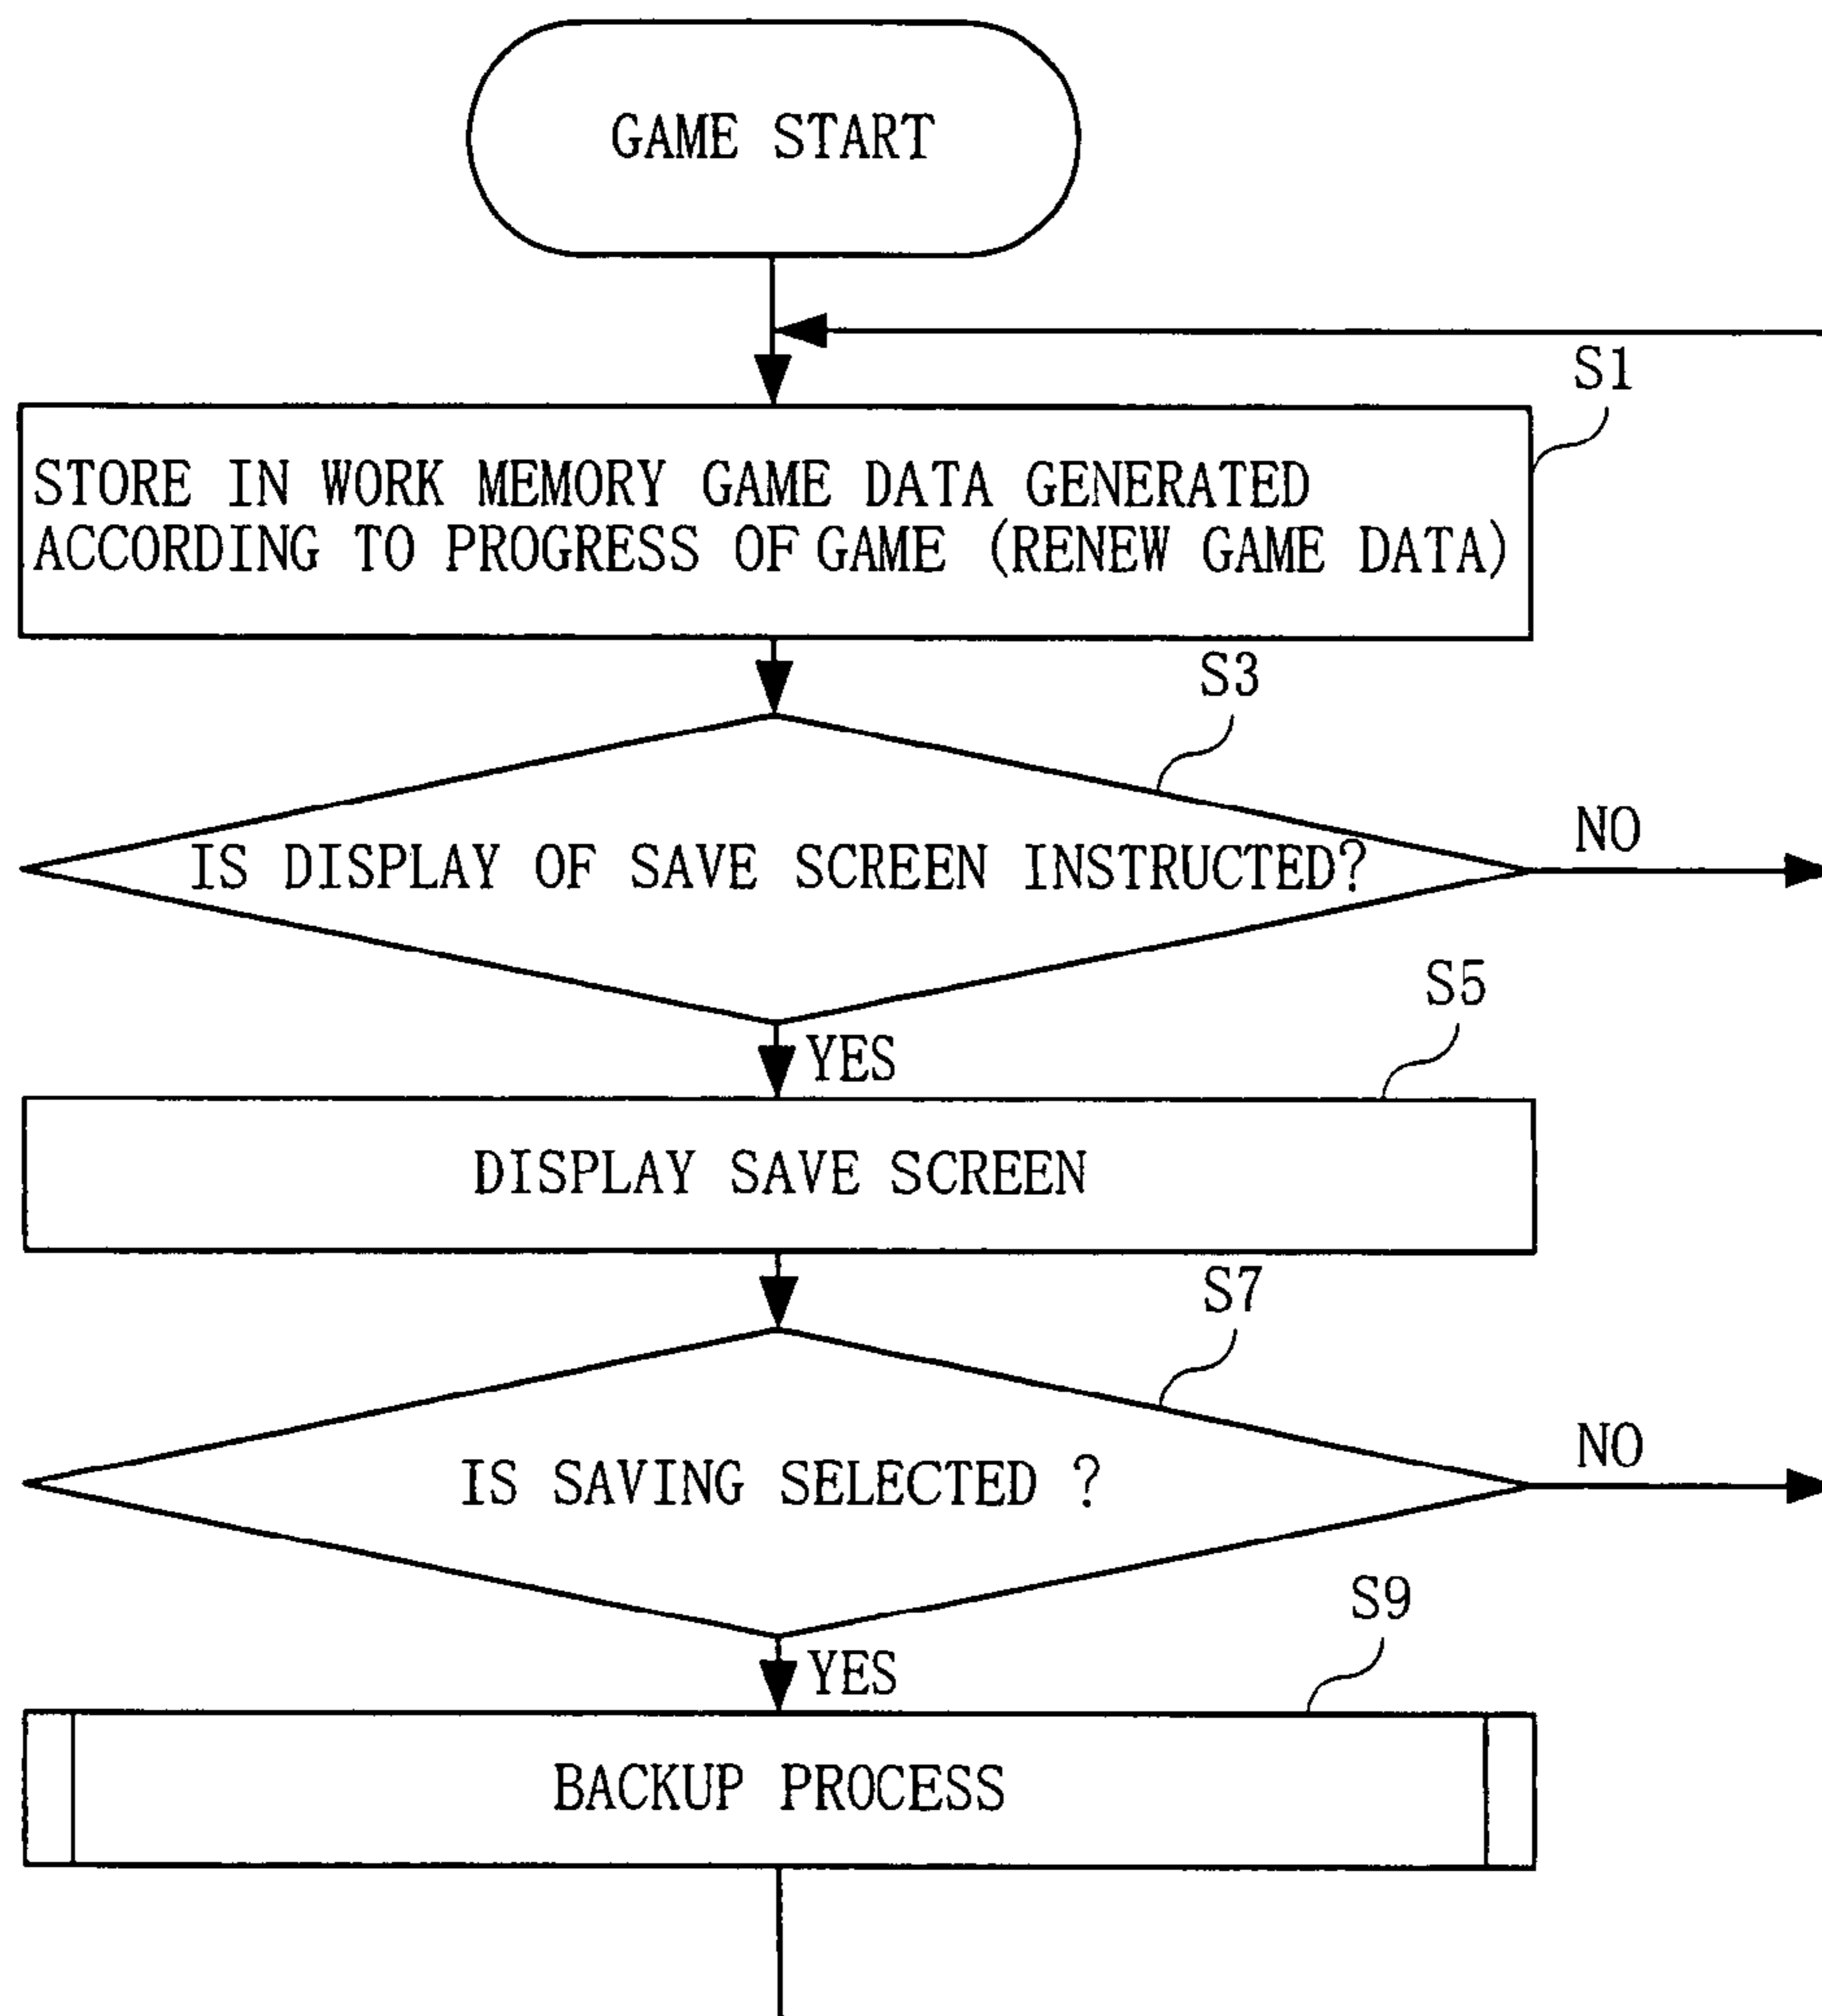 GAME START
S1
STORE IN WORK MEMORY GAME DATA GENERATED
ACCORDING TO PROGRESS OF GAME (RENEW GAME DATA)
S3
IS DISPLAY OF SAVE SCREEN INSTRUCTED?
NO
YES
S5
DISPLAY SAVE SCREEN
S7
IS SAVING SELECTED ?
NO
YES
S9
BACKUP PROCESS